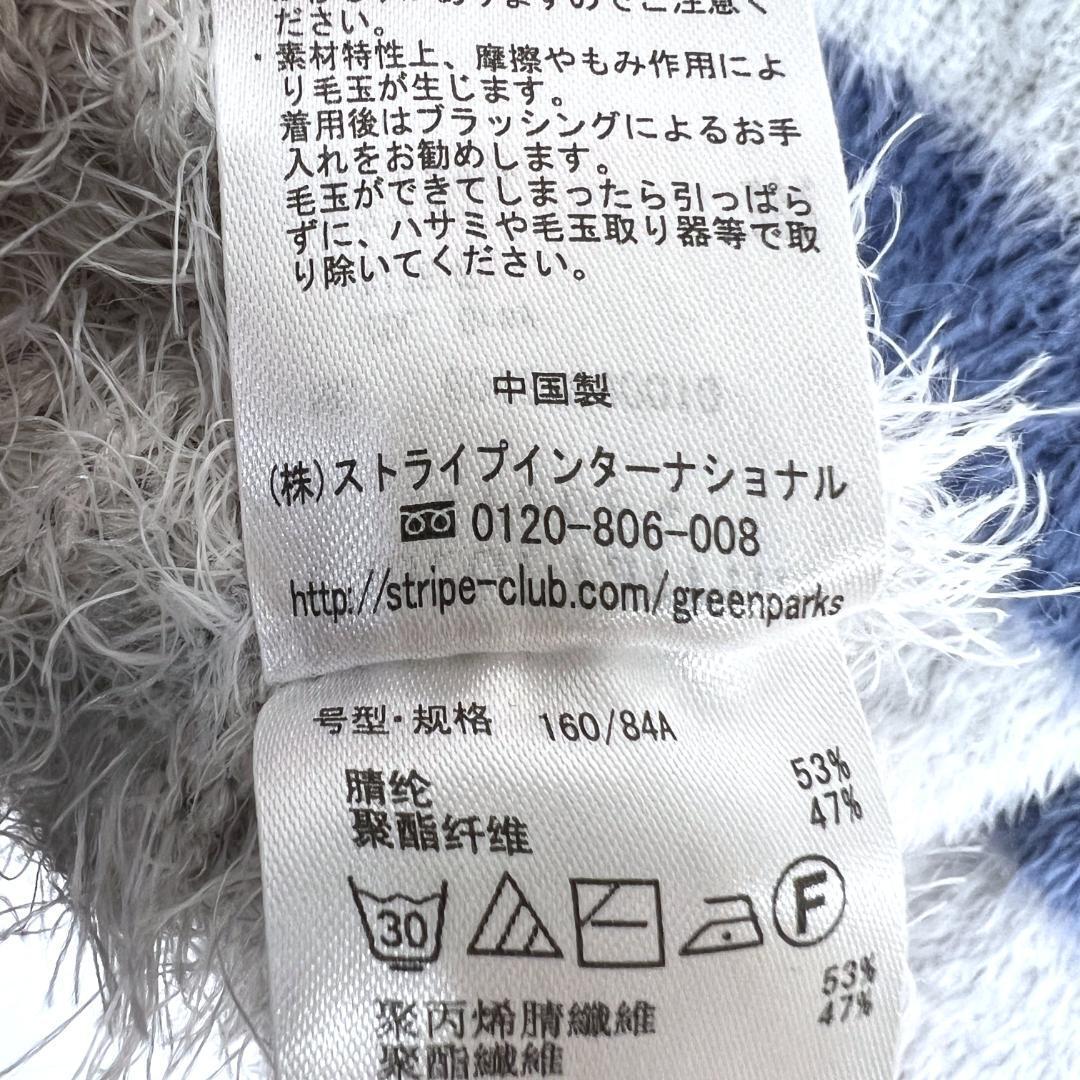 ださい。
・素材特性上、摩擦やもみ作用によ
り毛玉が生じます。
着用後はブラッシングによるお手
入れをお勧めします。
毛玉ができてしまったら引っぱら
ずに、ハサミや毛玉取り器等で取
り除いてください。
中国製
(株)ストライプインターナショナル
0120-806-008
http://stripe-club.com/greenparks
号型・规格 160/84A
腈纶 53%
聚酯纤维 47%
30 F
聚丙烯腈纖維 53%
聚酯纖維 47%